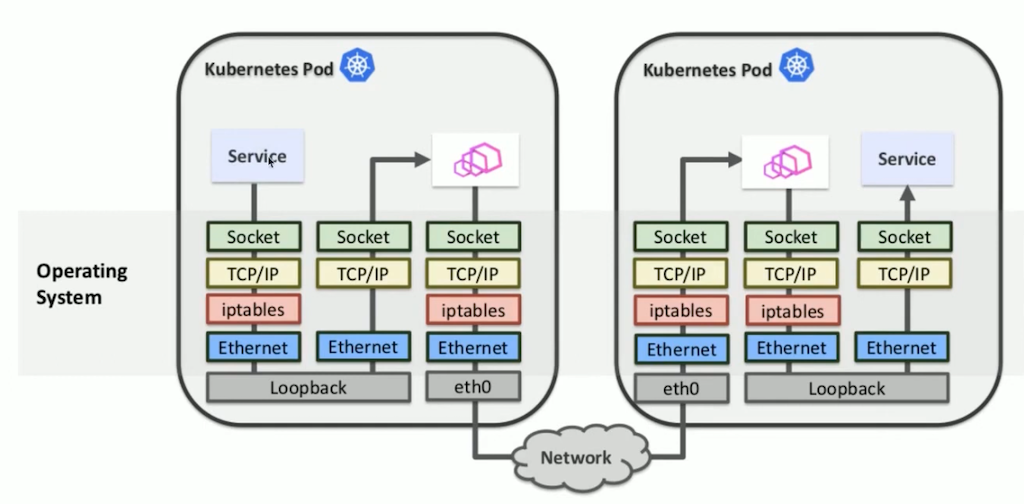 Kubernetes Pod
Kubernetes Pod
Service
Service
Operating
System
Socket
Socket
Socket
Socket
Socket
Socket
TCP/IP
TCP/IP
TCP/IP
TCP/IP
TCP/IP
TCP/IP
iptables
iptables
iptables
iptables
Ethernet
Ethernet
Ethernet
Ethernet
Ethernet
Ethernet
Loopback
eth0
eth0
Loopback
Network